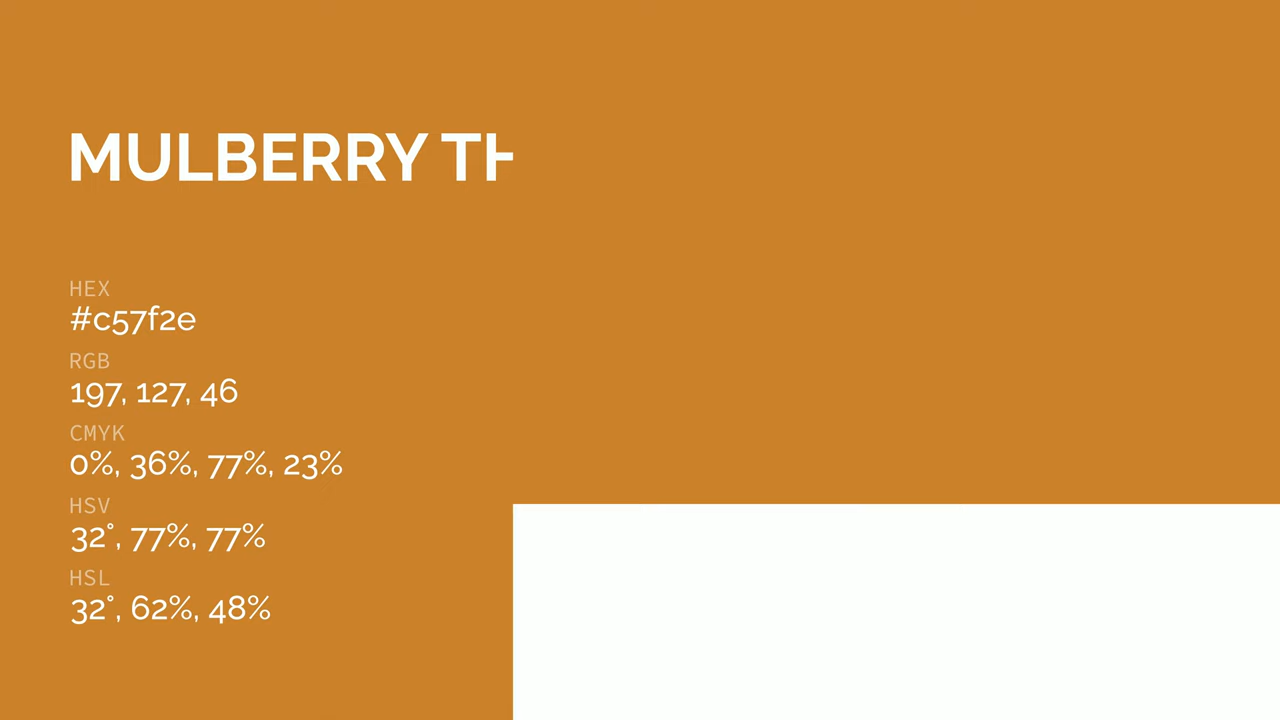 MULBERRY
HEX
#c57f2e
RGB
197, 127, 46
CMYK
0%, 36%, 77%, 23%
HSV
32°, 77%, 77%
HSL
32°, 62%, 48%